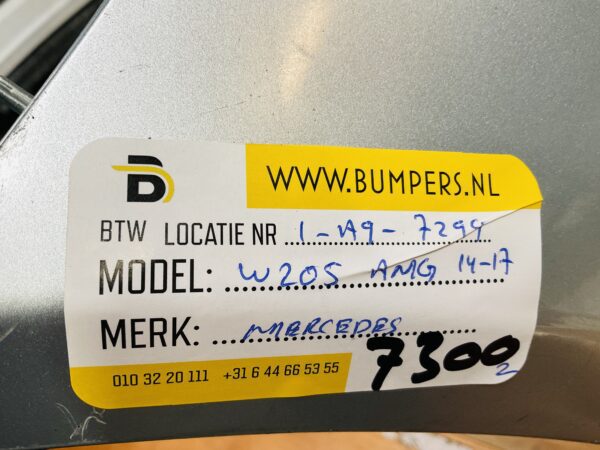 B
WWW.BUMPERS.NL
BTW LOCATIE NR 1-A9-7299
MODEL: W205 AMG 14-17
MERK: MERCEDES
7300
2
010 32 20 111 +31 6 44 66 53 55